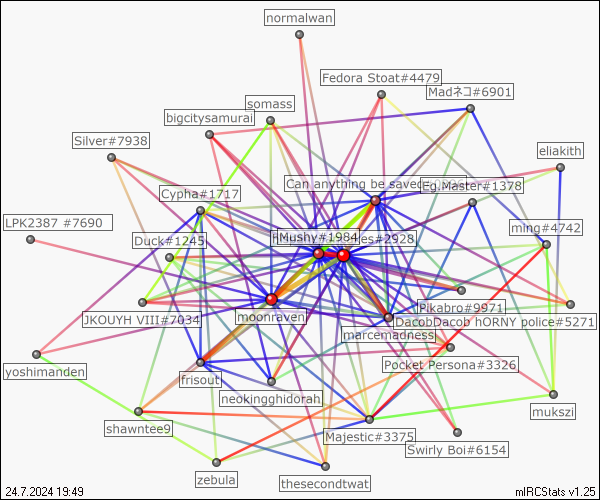 normalwan
Fedora Stoat#4479
Madネコ#6901
somass
bigcitysamurai
Silver#7938
eliakith
Can anything be saved
Eg.Master#1378
Cypha#1717
LPK2387 #7690
ming#4742
Mushy#1984
es#2928
Duck#1245
Pikabro#9971
JKOUYH VIII#7034
moonraven
DacobDacob hORNY police#5271
marcemadness
Pocket Persona#3326
yoshimanden
frisout
neokingghidorah
mukszi
shawntee9
Majestic#3375
Swirly Boi#6154
zebula
thesecondtwat
24.7.2024 19:49
mIRCStats v1.25